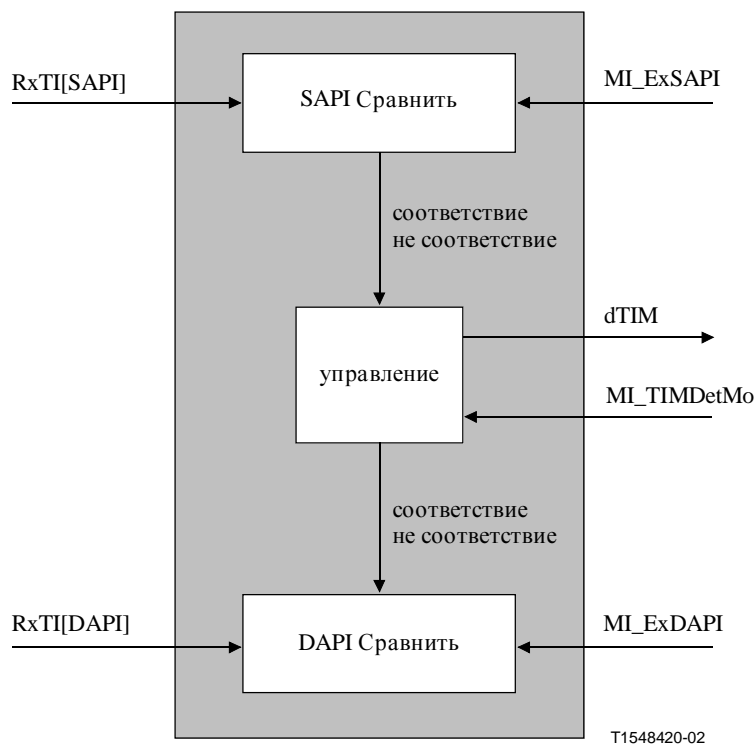 RxTI[SAPI]
SAPI Сравнить
MI_ExSAPI
соответствие
не соответствие
dTIM
управление
MI_TIMDetMo
соответствие
не соответствие
RxTI[DAPI]
DAPI Сравнить
MI_ExDAPI
T1548420-02